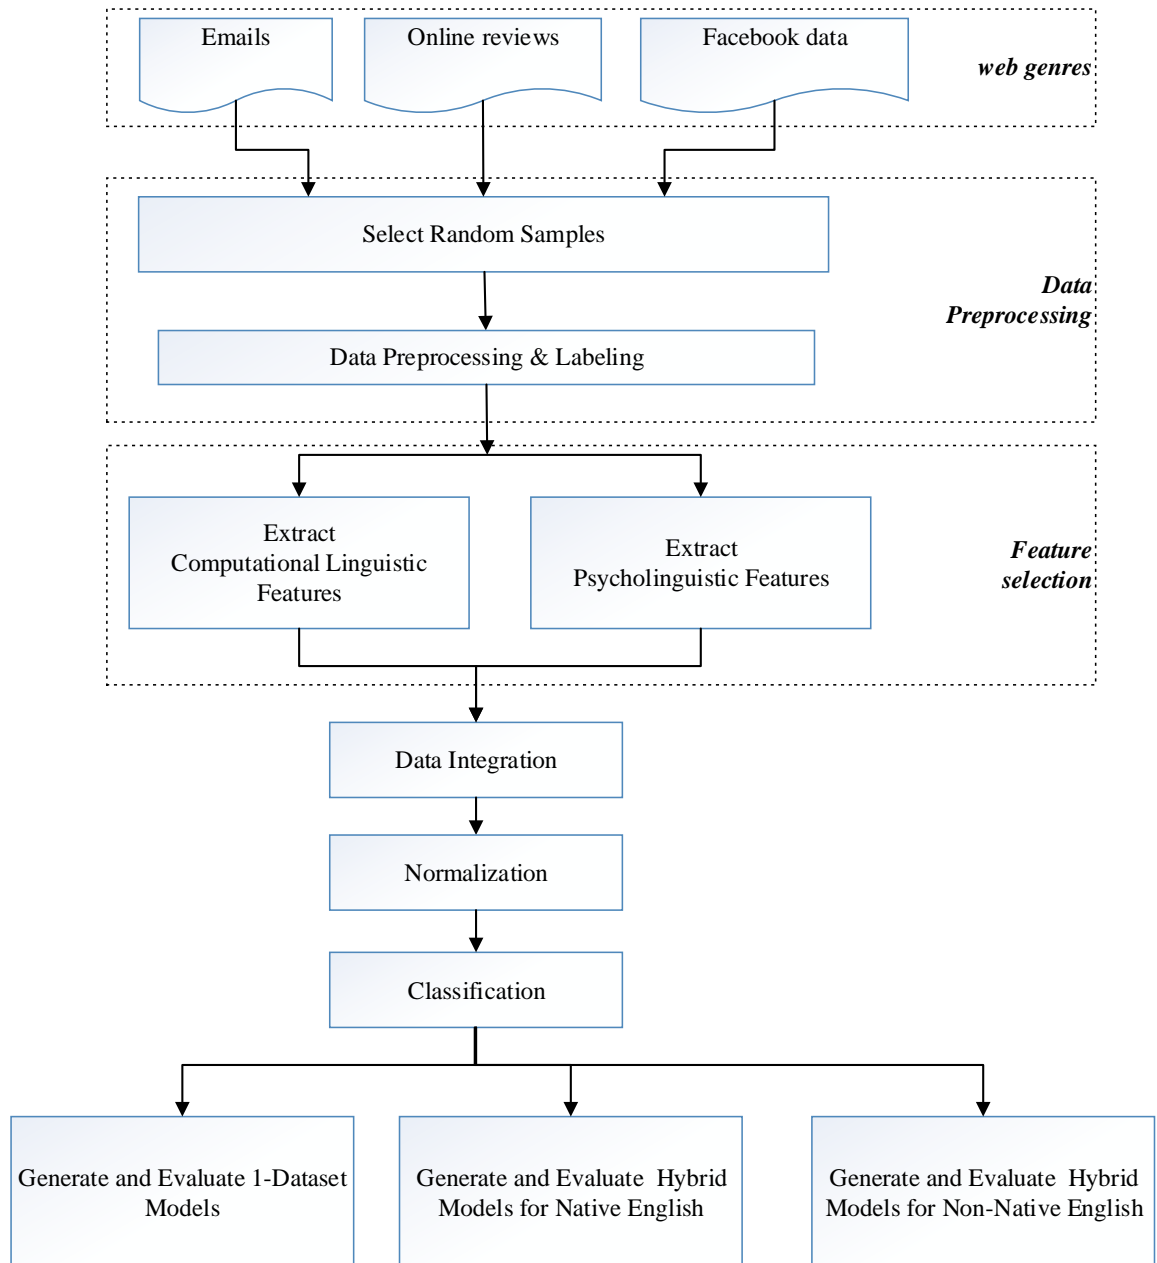 Emails
Online reviews
Facebook data
web genres
Select Random Samples
Data
Preprocessing
Data Preprocessing & Labeling
Extract
Computational Linguistic
Features
Extract
Psycholinguistic Features
Feature
selection
Data Integration
Normalization
Classification
Generate and Evaluate 1-Dataset
Models
Generate and Evaluate  Hybrid
Models for Native English
Generate and Evaluate  Hybrid
Models for Non-Native English